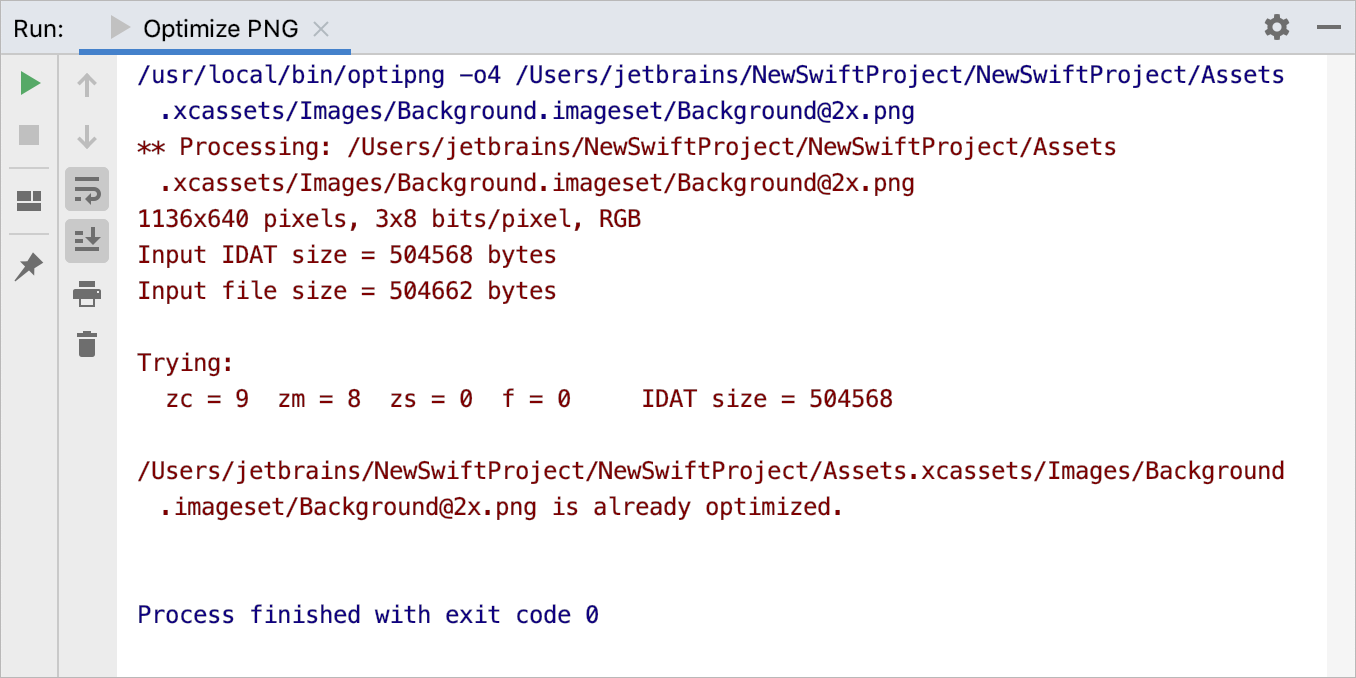 Run: Optimize PNG
/usr/local/bin/optipng -o4 /Users/jetbrains/NewSwiftProject/NewSwiftProject/Assets
.xcassets/Images/Background.imageset/Background@2x.png
** Processing: /Users/jetbrains/NewSwiftProject/NewSwiftProject/Assets
.xcassets/Images/Background.imageset/Background@2x.png
1136x640 pixels, 3x8 bits/pixel, RGB
Input IDAT size = 504568 bytes
Input file size = 504662 bytes
Trying:
zc = 9  zm = 8  zs = 0  f = 0     IDAT size = 504568
/Users/jetbrains/NewSwiftProject/NewSwiftProject/Assets.xcassets/Images/Background
.imageset/Background@2x.png is already optimized.
Process finished with exit code 0